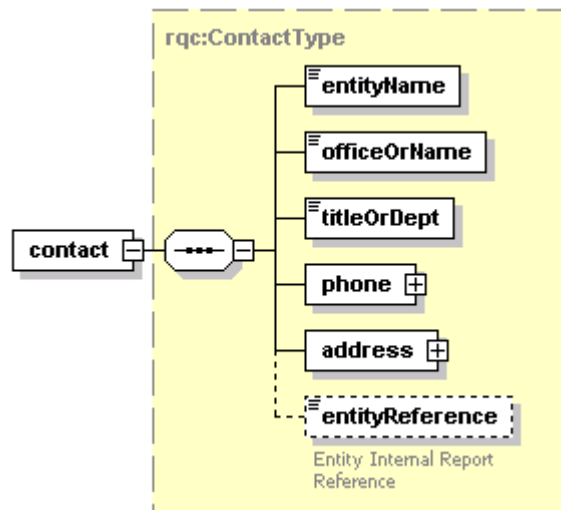 rqc:ContactType
entityName
officeOrName
titleOrDept
contact
phone
address
entityReference
Entity Internal Report
Reference